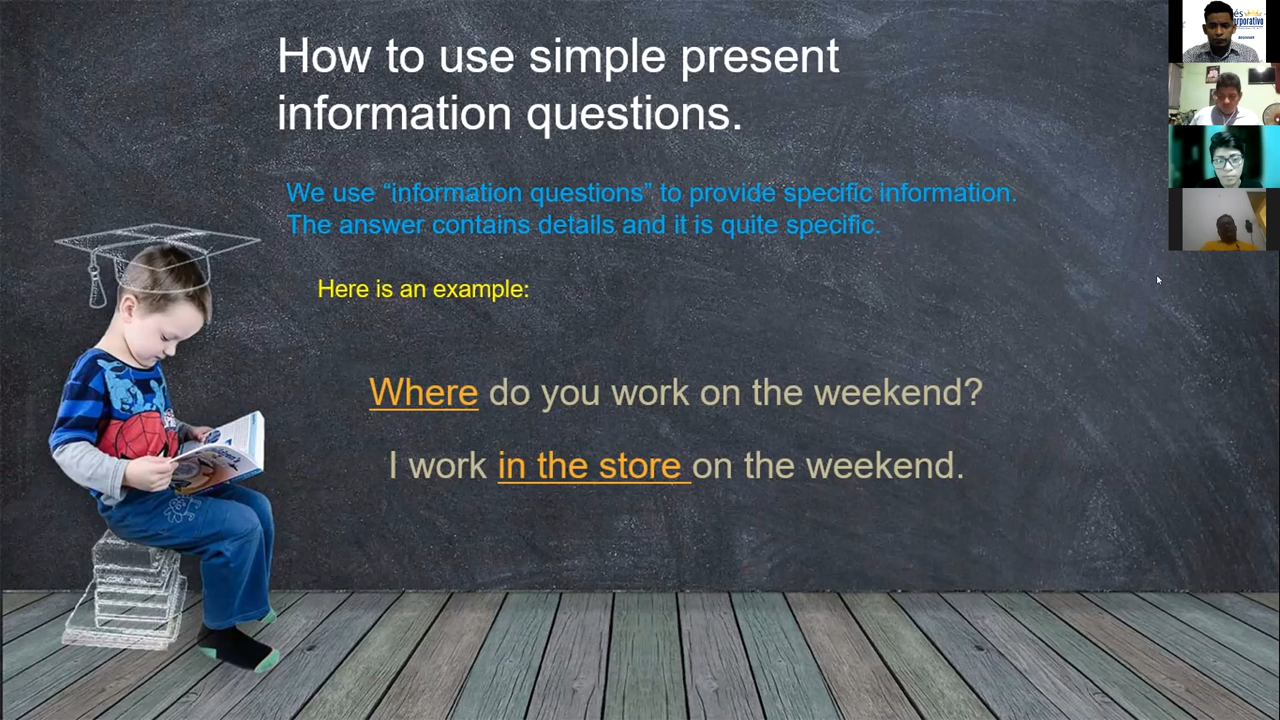 How to use simple present
information questions.
We use “information questions” to provide specific information.
The answer contains details and it is quite specific.
Here is an example:
Where do you work on the weekend?
I work in the store on the weekend.